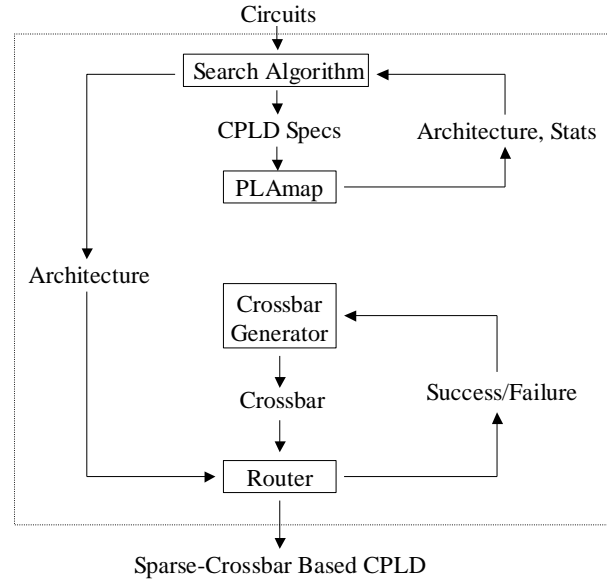 Circuits
Search Algorithm
CPLD Specs
Architecture, Stats
PLAmap
Architecture
Crossbar
Generator
Crossbar
Success/Failure
Router
Sparse-Crossbar Based CPLD